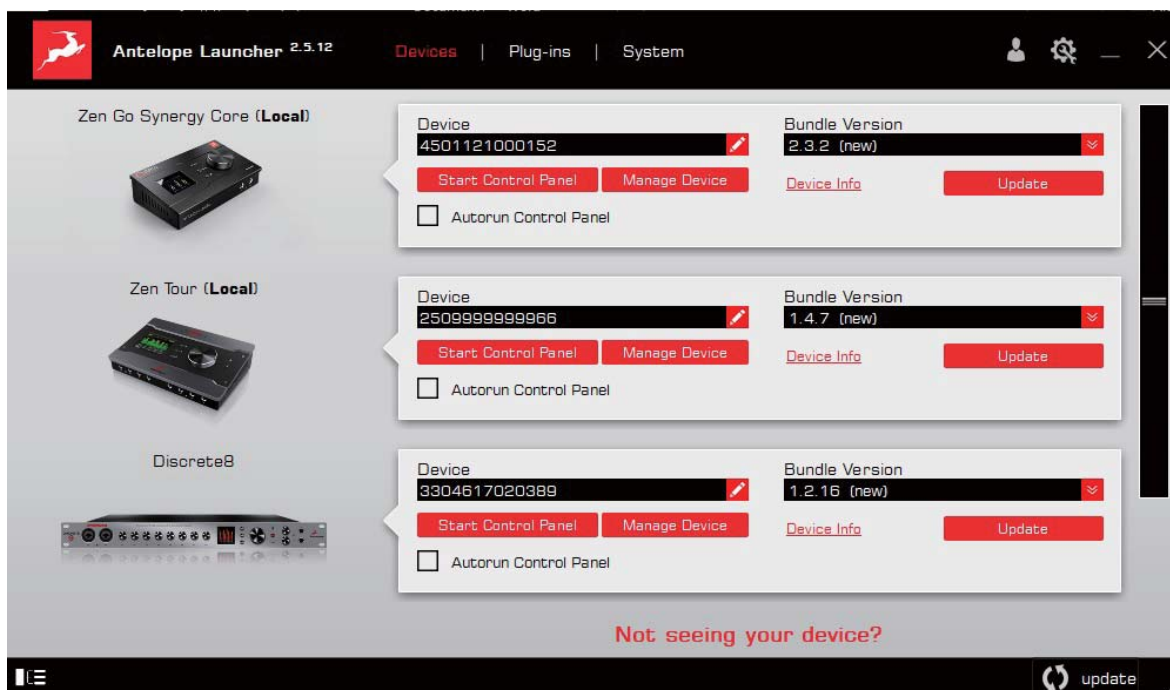 Antelope Launcher 2.5.12
Devices | Plug-ins | System
Zen Go Synergy Core (Local)
Device
4501121000152
Bundle Version
2.3.2 (new)
Start Control Panel
Manage Device
Device Info
Update
Autorun Control Panel
Zen Tour (Local)
Device
2509999999966
Bundle Version
1.4.7 (new)
Start Control Panel
Manage Device
Device Info
Update
Autorun Control Panel
Discrete8
Device
3304617020389
Bundle Version
1.2.16 (new)
Start Control Panel
Manage Device
Device Info
Update
Autorun Control Panel
Not seeing your device?
update